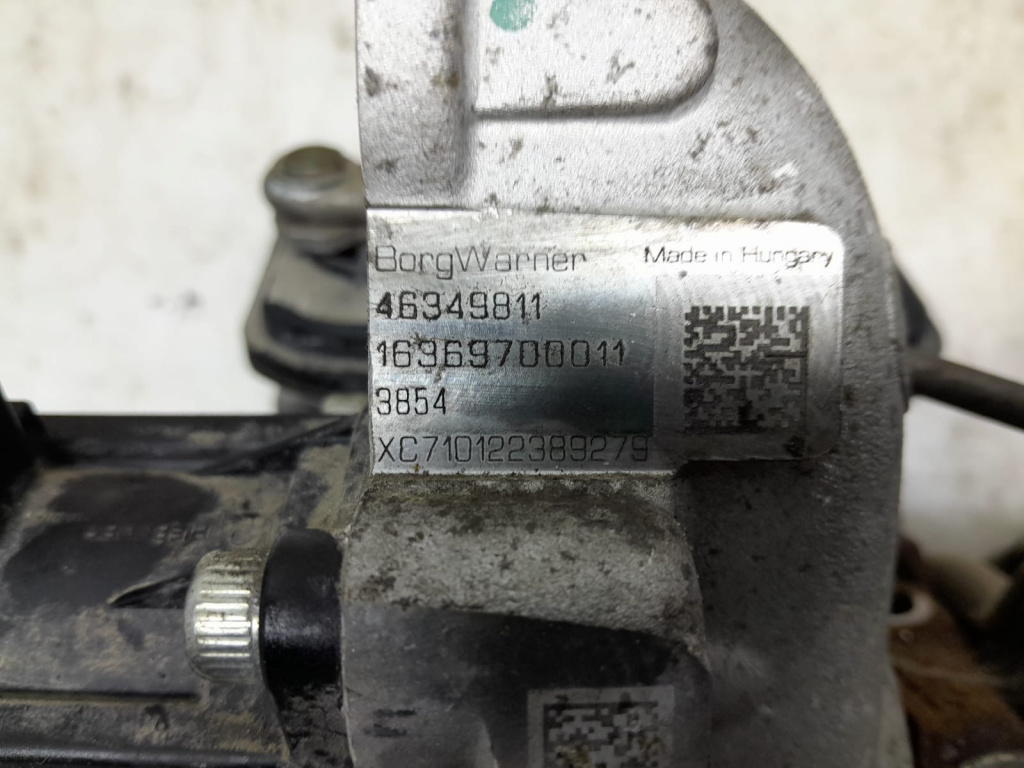 BorgWarner
Made in Hungary
46349811
16369700011
3854
XC710122389279